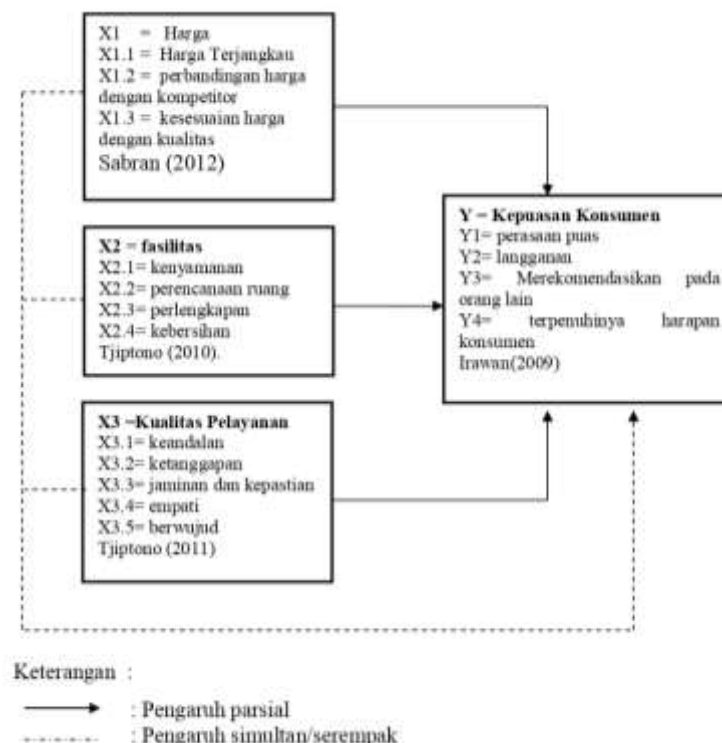 X1 = Harga
X1.1 = Harga Terjangkau
X1.2 = perbandingan harga
dengan kompetitor
X1.3 = kesesuaian harga
dengan kualitas
Sabran (2012)
X2 = fasilitas
X2.1= kenyamanan
X2.2= perencanaan ruang
X2.3= perlengkapan
X2.4= kebersihan
Tjiptono (2010).
X3 =Kualitas Pelayanan
X3.1= keandalan
X3.2= ketanggapan
X3.3= jaminan dan kepastian
X3.4= empati
X3.5= berwujud
Tjiptono (2011)
Y = Kepuasan Konsumen
Y1= perasaan puas
Y2= langganan
Y3= Merekomendasikan pada
orang lain
Y4= terpenuhinya harapan
konsumen
Irawan(2009)
Keterangan :
: Pengaruh parsial
: Pengaruh simultan/serempak